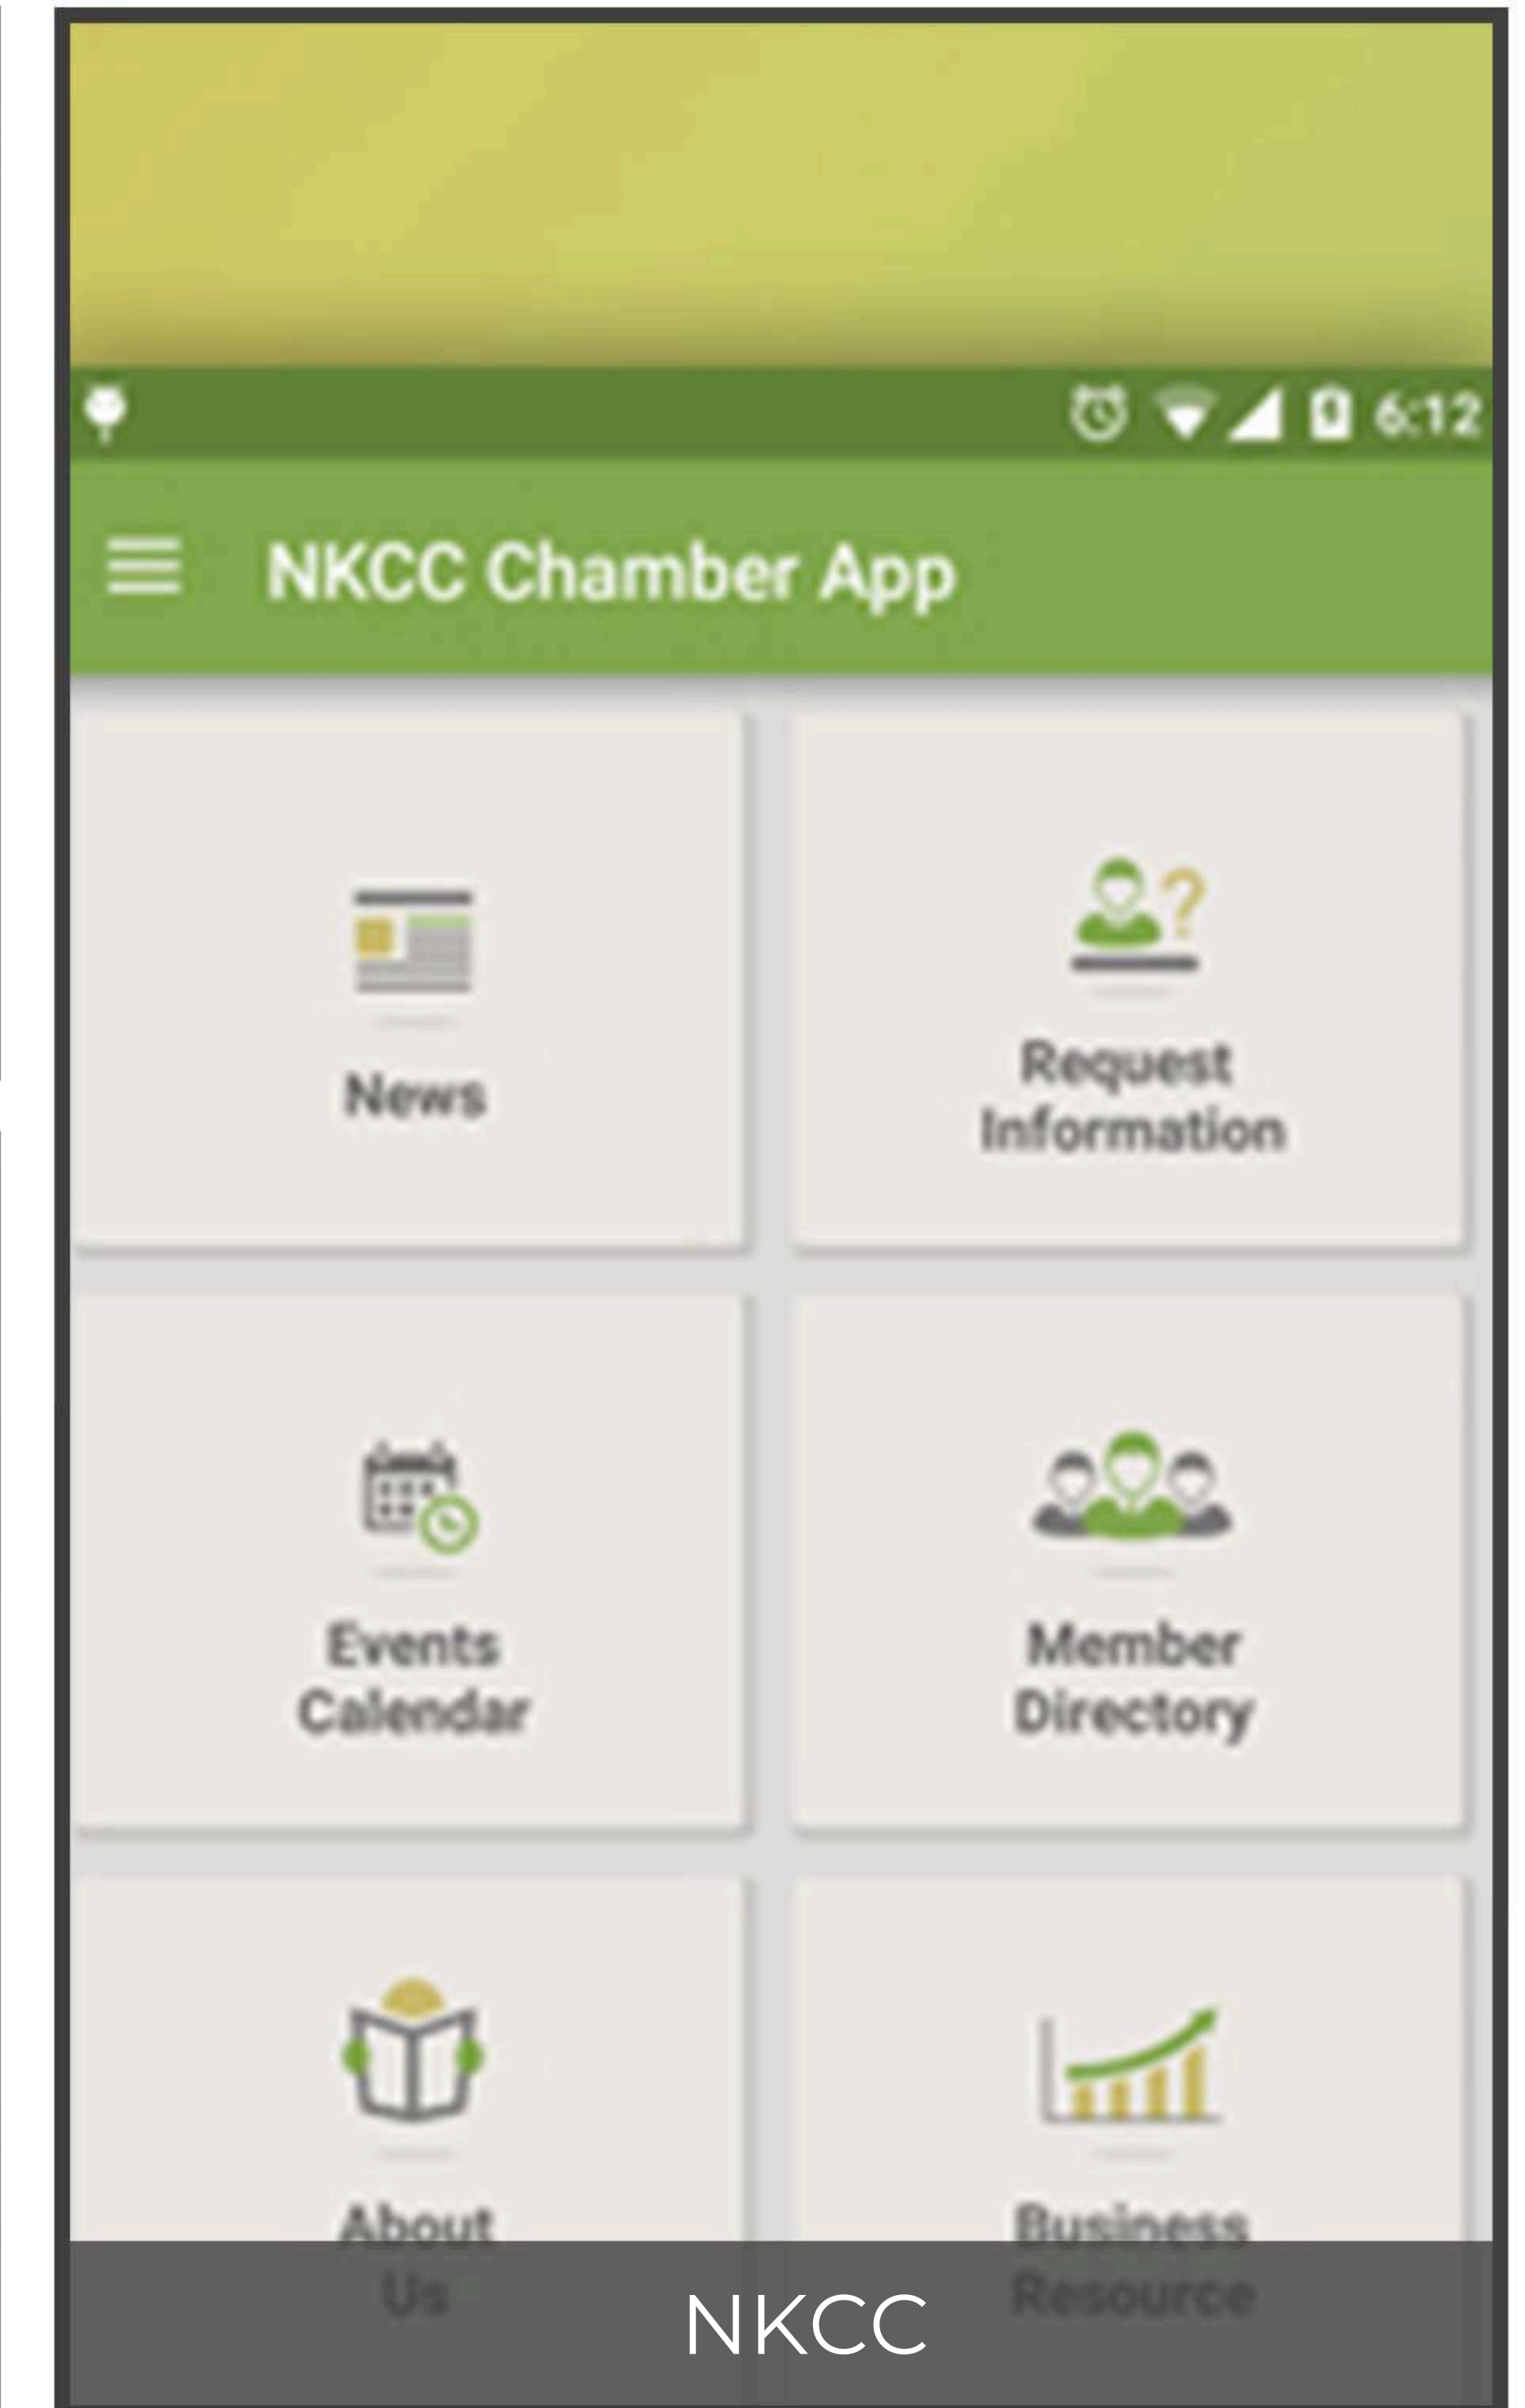 6:12
NKCC Chamber App
News
Request
Information
Events
Calendar
Member
Directory
About
Us
Business
Resource
NKCC